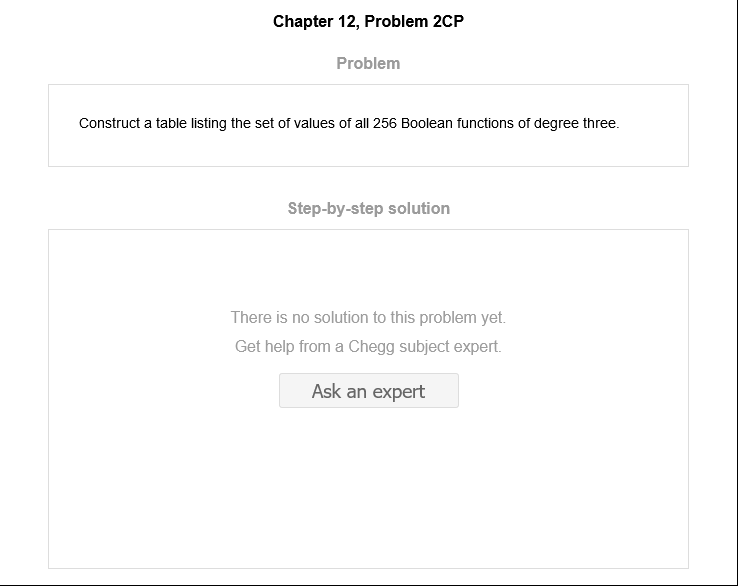 Chapter 12, Problem 2CP
Problem
Construct a table listing the set of values of all 256 Boolean functions of degree three.
Step-by-step solution
There is no solution to this problem yet.
Get help from a Chegg subject expert.
Ask an expert